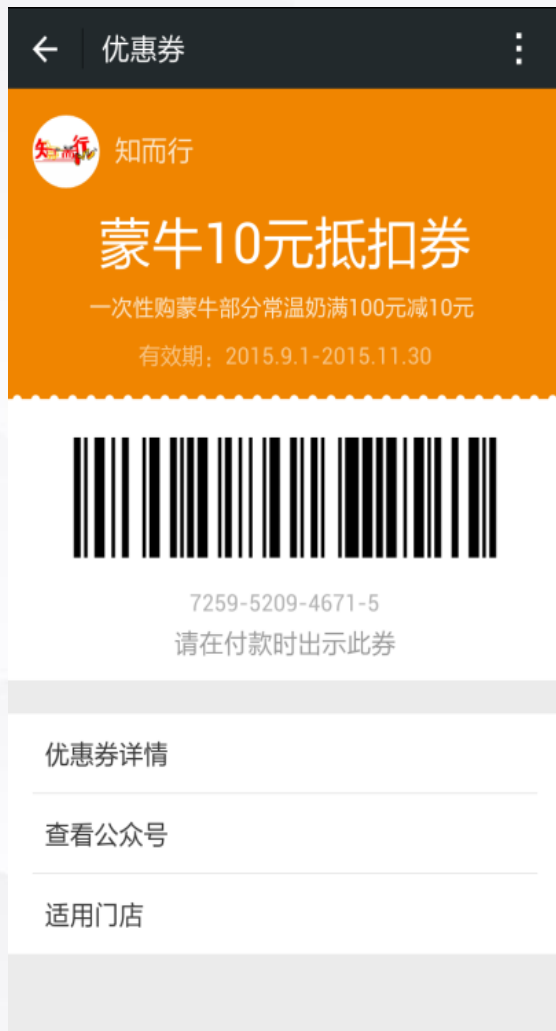 优惠券
知而行
知而行
蒙牛10元抵扣券
一次性购蒙牛部分常温奶满100元减10元
有效期：2015.9.1-2015.11.30
7259-5209-4671-5
请在付款时出示此券
优惠券详情
查看公众号
适用门店